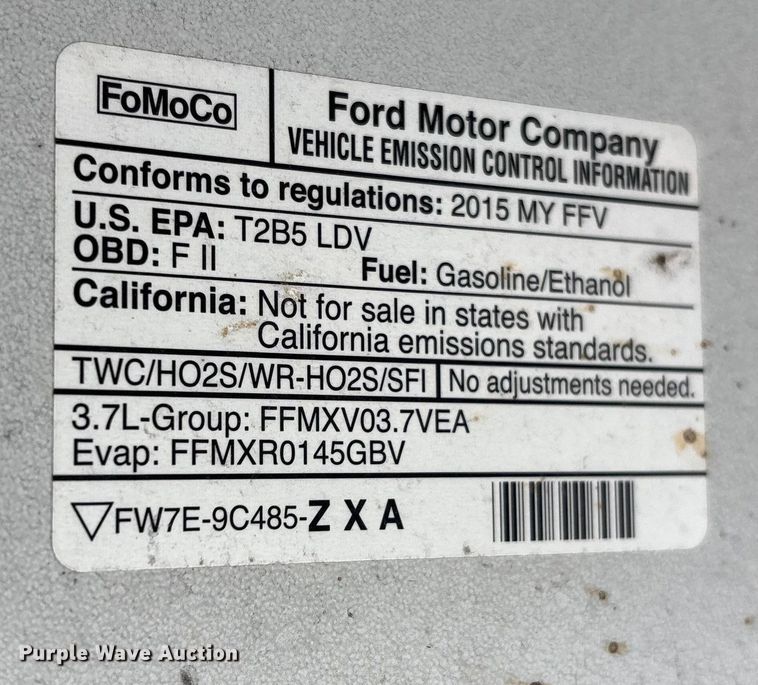 FoMoCo
Ford Motor Company
VEHICLE EMISSION CONTROL INFORMATION
Conforms to regulations: 2015 MY FFV
U.S. EPA: T2B5 LDV
OBD: F II Fuel: Gasoline/Ethanol
California: Not for sale in states with
California emissions standards.
TWC/HO2S/WR-HO2S/SFI No adjustments needed.
3.7L-Group: FFMXV03.7VEA
Evap: FFMXR0145GBV
▽FW7E-9C485-Z X A
Purple Wave Auction